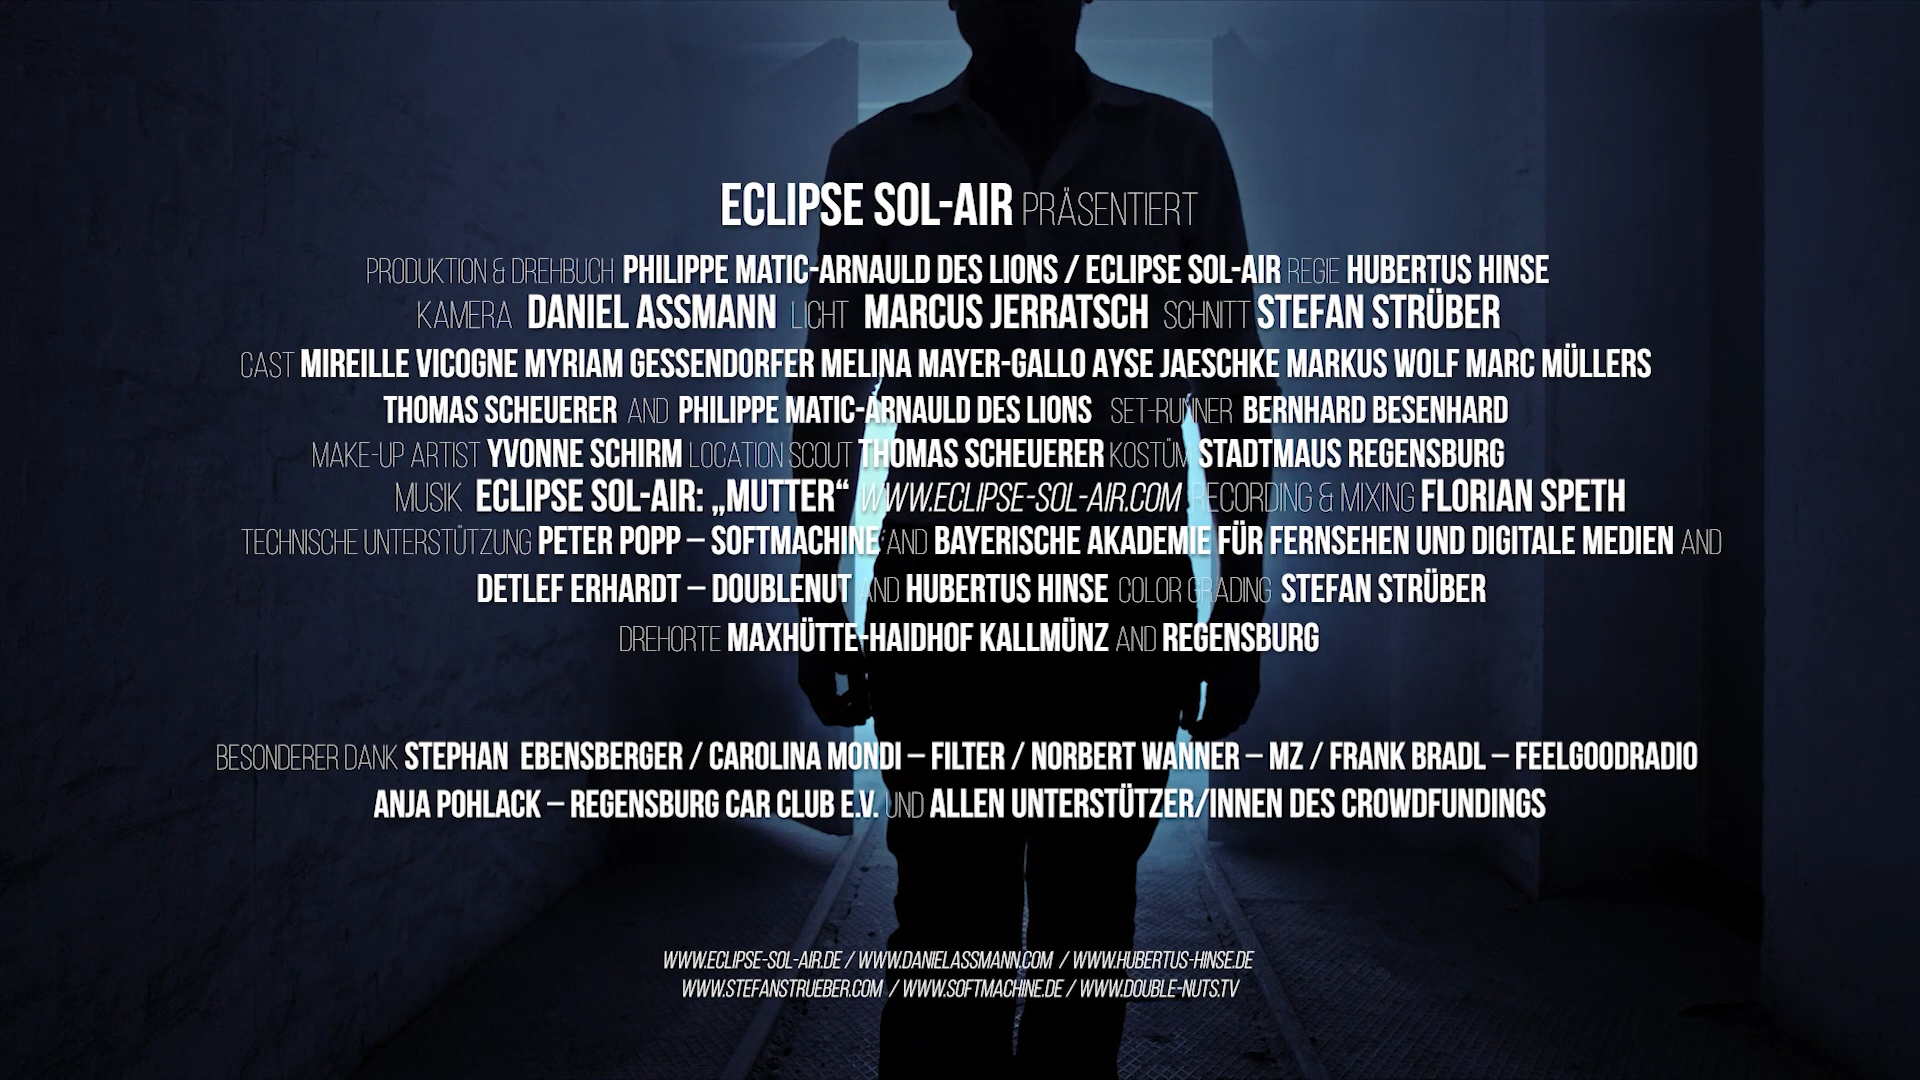 ECLIPSE SOL-AIR PRÄSENTIERT
PRODUKTION & DREHBUCH PHILIPPE MATIC-ARNAULD DES LIONS / ECLIPSE SOL-AIR REGIE HUBERTUS HINSE
KAMERA DANIEL ASSMANN LICHT MARCUS JERRATSCH SCHNITT STEFAN STRÜBER
CAST MIREILLE VICOGNE MYRIAM GESSENDORFER MELINA MAYER-GALLO AYSE JAESCHKE MARKUS WOLF MARC MÜLLERS
THOMAS SCHEUERER AND PHILIPPE MATIC-ARNAULD DES LIONS SET-RUNNER BERNHARD BESENHARD
MAKE-UP ARTIST YVONNE SCHIRM LOCATION SCOUT THOMAS SCHEUERER KOSTÜM STADTMAUS REGENSBURG
MUSIK ECLIPSE SOL-AIR: „MUTTER“ WWW.ECLIPSE-SOL-AIR.COM RECORDING & MIXING FLORIAN SPETH
TECHNISCHE UNTERSTÜTZUNG PETER POPP – SOFTMACHINE AND BAYERISCHE AKADEMIE FÜR FERNSEHEN UND DIGITALE MEDIEN AND
DETLEF ERHARDT – DOUBLENUT AND HUBERTUS HINSE COLOR GRADING STEFAN STRÜBER
DREHORTE MAXHÜTTE-HAIDHOF KALLMÜNZ AND REGENSBURG
BESONDERER DANK STEPHAN EBENSBERGER / CAROLINA MONDI – FILTER / NORBERT WANNER – MZ / FRANK BRADL – FEELGOODRADIO
ANJA POHLACK – REGENSBURG CAR CLUB E.V. UND ALLEN UNTERSTÜTZER/INNEN DES CROWDFUNDINGS
WWW.ECLIPSE-SOL-AIR.DE / WWW.DANIELASSMANN.COM / WWW.HUBERTUS-HINSE.DE
WWW.STEFANSTRUEBER.COM / WWW.SOFTMACHINE.DE / WWW.DOUBLE-NUTS.TV